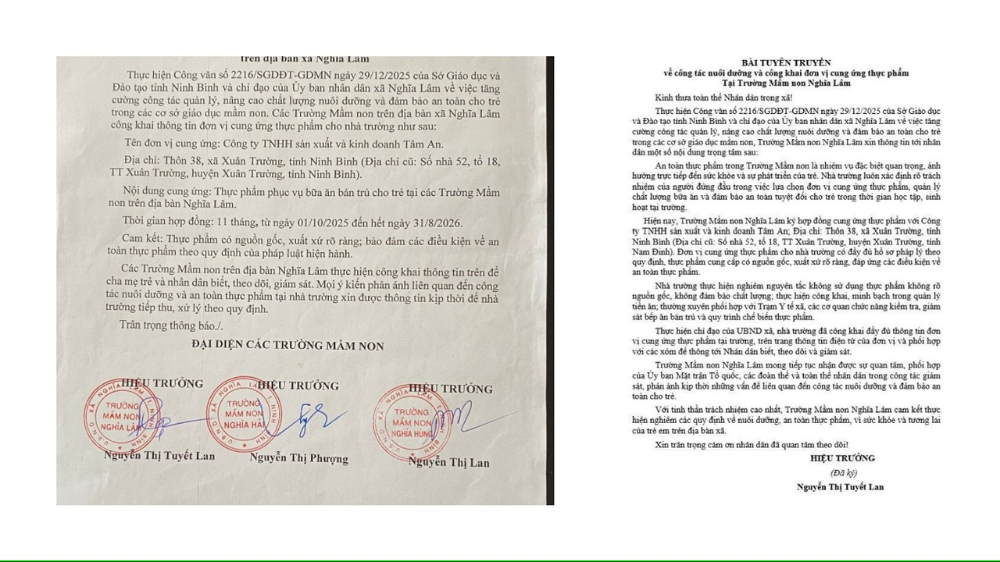 trên địa bàn xã Nghĩa Lâm
Thực hiện Công văn số 2216/SGDĐT-GDMN ngày 29/12/2025 của Sở Giáo dục và
Đào tạo tỉnh Ninh Bình và chỉ đạo của Ủy ban nhân dân xã Nghĩa Lâm về việc tăng
cường công tác quản lý, nâng cao chất lượng nuôi dưỡng và đảm bảo an toàn cho trẻ
trong các cơ sở giáo dục mầm non. Các Trường Mầm non trên địa bàn xã Nghĩa Lâm
công khai thông tin đơn vị cung ứng thực phẩm cho nhà trường như sau:
Tên đơn vị cung ứng: Công ty TNHH sản xuất và kinh doanh Tâm An.
Địa chỉ: Thôn 38, xã Xuân Trường, tỉnh Ninh Bình (Địa chỉ cũ: Số nhà 52, tổ 18,
TT Xuân Trường, huyện Xuân Trường, tỉnh Ninh Bình).
Nội dung cung ứng: Thực phẩm phục vụ bữa ăn bán trú cho trẻ tại các Trường Mầm
non trên địa bàn Nghĩa Lâm.
Thời gian hợp đồng: 11 tháng, từ ngày 01/10/2025 đến hết ngày 31/8/2026.
Cam kết: Thực phẩm có nguồn gốc, xuất xứ rõ ràng; bảo đảm các điều kiện về an
toàn thực phẩm theo quy định của pháp luật hiện hành.
Các Trường Mầm non trên địa bàn Nghĩa Lâm thực hiện công khai thông tin trên để
cha mẹ trẻ và nhân dân biết, theo dõi, giám sát. Mọi ý kiến phản ánh liên quan đến công
tác nuôi dưỡng và an toàn thực phẩm tại nhà trường xin được thông tin kịp thời để nhà
trường tiếp thu, xử lý theo quy định.
Trân trọng thông báo./.
ĐẠI DIỆN CÁC TRƯỜNG MẦM NON
HIỆU TRƯỞNG HIỆU TRƯỞNG HIỆU TRƯỞNG
TRƯỜNG MẦM NON NGHĨA LÂM
TRƯỜNG MẦM NON NGHĨA HẢI
TRƯỜNG MẦM NON NGHĨA HÙNG
Nguyễn Thị Tuyết Lan Nguyễn Thị Phượng Nguyễn Thị Lan
BÀI TUYÊN TRUYỀN
về công tác nuôi dưỡng và công khai đơn vị cung ứng thực phẩm
Tại Trường Mầm non Nghĩa Lâm
Kính thưa toàn thể Nhân dân trong xã!
Thực hiện Công văn số 2216/SGDĐT-GDMN ngày 29/12/2025 của Sở Giáo dục
và Đào tạo tỉnh Ninh Bình và chỉ đạo của Ủy ban nhân dân xã Nghĩa Lâm về việc tăng
cường công tác quản lý, nâng cao chất lượng nuôi dưỡng và đảm bảo an toàn cho trẻ
trong các cơ sở giáo dục mầm non, Trường Mầm non Nghĩa Lâm xin thông tin tới nhân
dân một số nội dung trọng tâm sau:
An toàn thực phẩm trong Trường Mầm non là nhiệm vụ đặc biệt quan trọng, ảnh
hưởng trực tiếp đến sức khỏe và sự phát triển của trẻ. Nhà trường luôn xác định rõ trách
nhiệm của người đứng đầu trong việc lựa chọn đơn vị cung ứng thực phẩm, quản lý
chất lượng bữa ăn và đảm bảo an toàn tuyệt đối cho trẻ trong thời gian học tập, sinh
hoạt tại trường.
Hiện nay, Trường Mầm non Nghĩa Lâm ký hợp đồng cung ứng thực phẩm với Công
ty TNHH sản xuất và kinh doanh Tâm An; Địa chỉ: Thôn 38, xã Xuân Trường, tỉnh
Ninh Bình (Địa chỉ cũ: Số nhà 52, tổ 18, TT Xuân Trường, huyện Xuân Trường, tỉnh
Nam Định). Đơn vị cung ứng thực phẩm cho nhà trường có đầy đủ hồ sơ pháp lý theo
quy định, thực phẩm cung cấp có nguồn gốc, xuất xứ rõ ràng, đáp ứng các điều kiện về
an toàn thực phẩm.
Nhà trường thực hiện nghiêm nguyên tắc không sử dụng thực phẩm không rõ
nguồn gốc, không đảm bảo chất lượng; thực hiện công khai, minh bạch trong quản lý
tiền ăn; thường xuyên phối hợp với Trạm Y tế xã, các cơ quan chức năng kiểm tra, giám
sát bếp ăn bán trú và quy trình chế biến thực phẩm.
Thực hiện chỉ đạo của UBND xã, nhà trường đã công khai đầy đủ thông tin đơn
vị cung ứng thực phẩm tại trường, trên trang thông tin điện tử của đơn vị và phối hợp
với các xóm để thông tới Nhân dân biết, theo dõi và giám sát.
Trường Mầm non Nghĩa Lâm mong tiếp tục nhận được sự quan tâm, phối hợp
của Ủy ban Mặt trận Tổ quốc, các đoàn thể và toàn thể nhân dân trong công tác giám
sát, phản ánh kịp thời những vấn đề liên quan đến công tác nuôi dưỡng và đảm bảo an
toàn cho trẻ.
Với tinh thần trách nhiệm cao nhất, Trường Mầm non Nghĩa Lâm cam kết thực
hiện nghiêm các quy định về nuôi dưỡng, an toàn thực phẩm, vì sức khỏe và tương lai
của trẻ em trên địa bàn xã.
Xin trân trọng cảm ơn nhân dân đã quan tâm theo dõi!
HIỆU TRƯỞNG
(Đã ký)
Nguyễn Thị Tuyết Lan